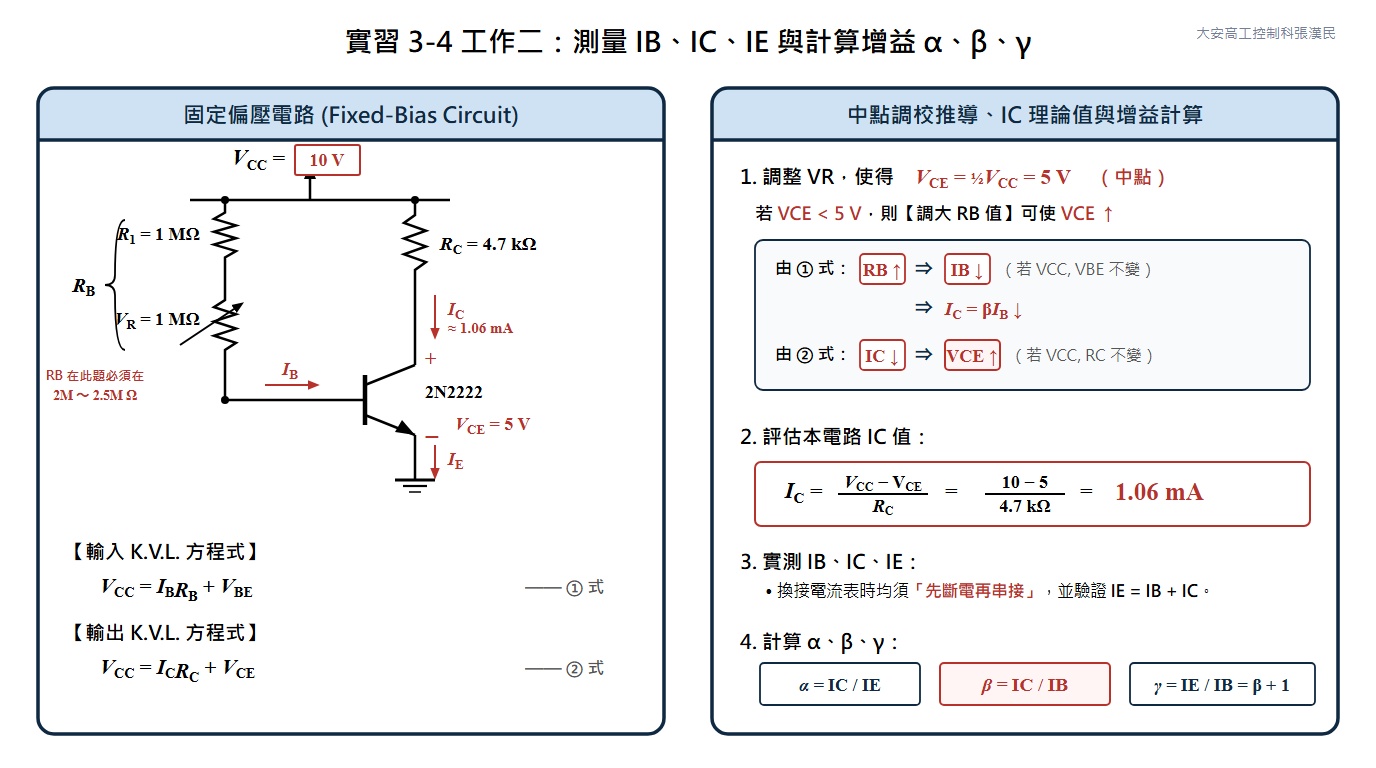 實習 3-4 工作二：測量 IB、IC、IE 與計算增益 α、β、γ
大安高工控制科張漢民
固定偏壓電路 (Fixed-Bias Circuit)
VCC = 10 V
R1 = 1 MΩ
RC = 4.7 kΩ
RB
VR = 1 MΩ
IC
≈ 1.06 mA
RB 在此題必須在
2M ～ 2.5M Ω
IB
+
2N2222
VCE = 5 V
−
IE
【輸入 K.V.L. 方程式】
VCC = IBRB + VBE —— ① 式
【輸出 K.V.L. 方程式】
VCC = ICRC + VCE —— ② 式
中點調校推導、IC 理論值與增益計算
1. 調整 VR，使得 VCE = ½VCC = 5 V （中點）
若 VCE < 5 V，則【調大 RB 值】可使 VCE ↑
由 ① 式： RB ↑ ⇒ IB ↓ （若 VCC, VBE 不變）
⇒ IC = βIB ↓
由 ② 式： IC ↓ ⇒ VCE ↑ （若 VCC, RC 不變）
2. 評估本電路 IC 值：
IC = (VCC − VCE) / RC = (10 − 5) / 4.7 kΩ = 1.06 mA
3. 實測 IB、IC、IE：
• 換接電流表時均須「先斷電再串接」，並驗證 IE = IB + IC。
4. 計算 α、β、γ：
α = IC / IE
β = IC / IB
γ = IE / IB = β + 1